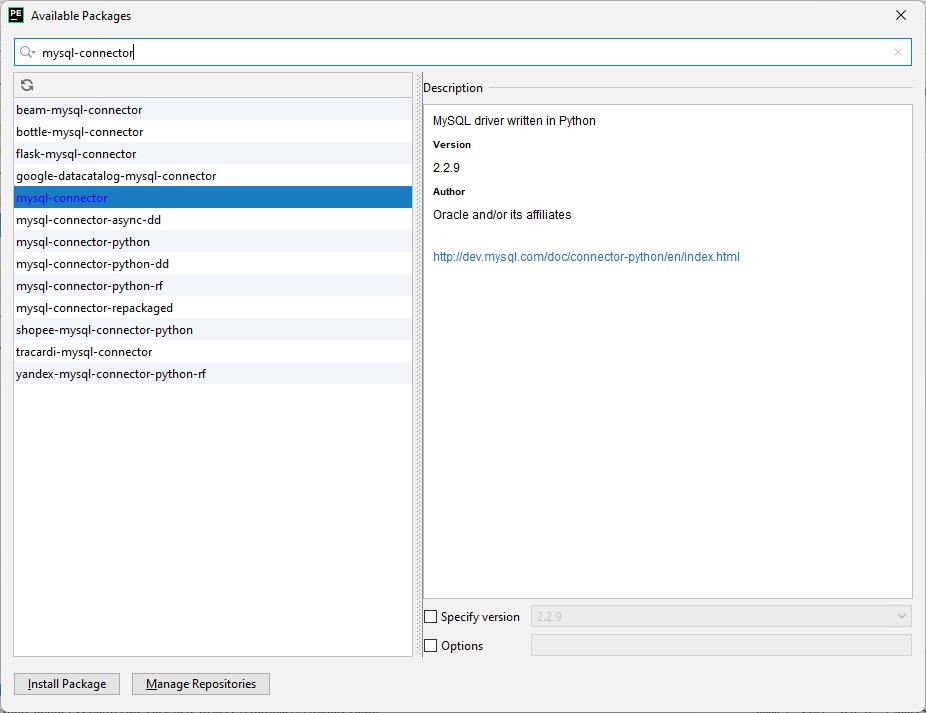 PE
Available Packages
mysql-connector
beam-mysql-connector
bottle-mysql-connector
flask-mysql-connector
google-datacatalog-mysql-connector
mysql-connector
mysql-connector-async-dd
mysql-connector-python
mysql-connector-python-dd
mysql-connector-python-rf
mysql-connector-repackaged
shopee-mysql-connector-python
tracardi-mysql-connector
yandex-mysql-connector-python-rf
Description
MySQL driver written in Python
Version
2.2.9
Author
Oracle and/or its affiliates
http://dev.mysql.com/doc/connector-python/en/index.html
Specify version
2.2.9
Options
Install Package
Manage Repositories